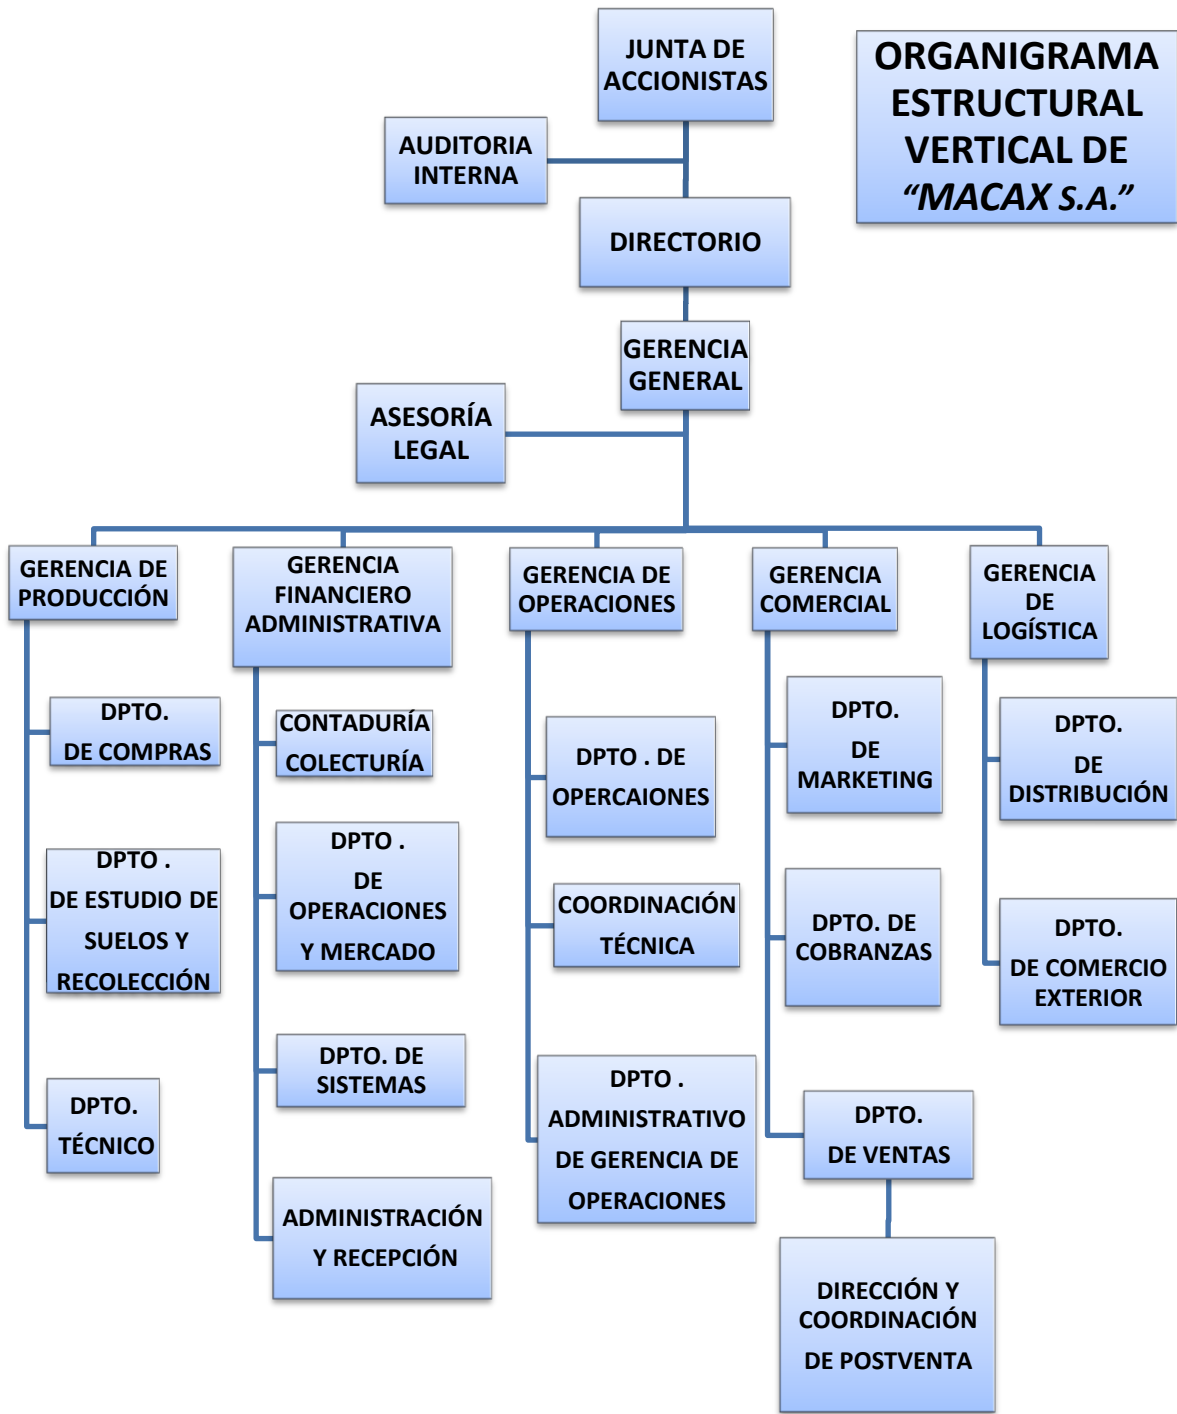 JUNTA DE
ACCIONISTAS
ORGANIGRAMA
ESTRUCTURAL
VERTICAL DE
“MACAX S.A.”
AUDITORIA
INTERNA
DIRECTORIO
GERENCIA
GENERAL
ASESORÍA
LEGAL
GERENCIA DE
PRODUCCIÓN
GERENCIA
FINANCIERO
ADMINISTRATIVA
GERENCIA DE
OPERACIONES
GERENCIA
COMERCIAL
GERENCIA
DE
LOGÍSTICA
DPTO.
DE COMPRAS
DPTO .
DE ESTUDIO DE
SUELOS Y
RECOLECCIÓN
DPTO.
TÉCNICO
CONTADURÍA
COLECTURÍA
DPTO .
DE
OPERACIONES
Y MERCADO
DPTO. DE
SISTEMAS
ADMINISTRACIÓN
Y RECEPCIÓN
DPTO . DE
OPERCAIONES
COORDINACIÓN
TÉCNICA
DPTO .
ADMINISTRATIVO
DE GERENCIA DE
OPERACIONES
DPTO.
DE
MARKETING
DPTO. DE
COBRANZAS
DPTO.
DE VENTAS
DIRECCIÓN Y
COORDINACIÓN
DE POSTVENTA
DPTO.
DE
DISTRIBUCIÓN
DPTO.
DE COMERCIO
EXTERIOR